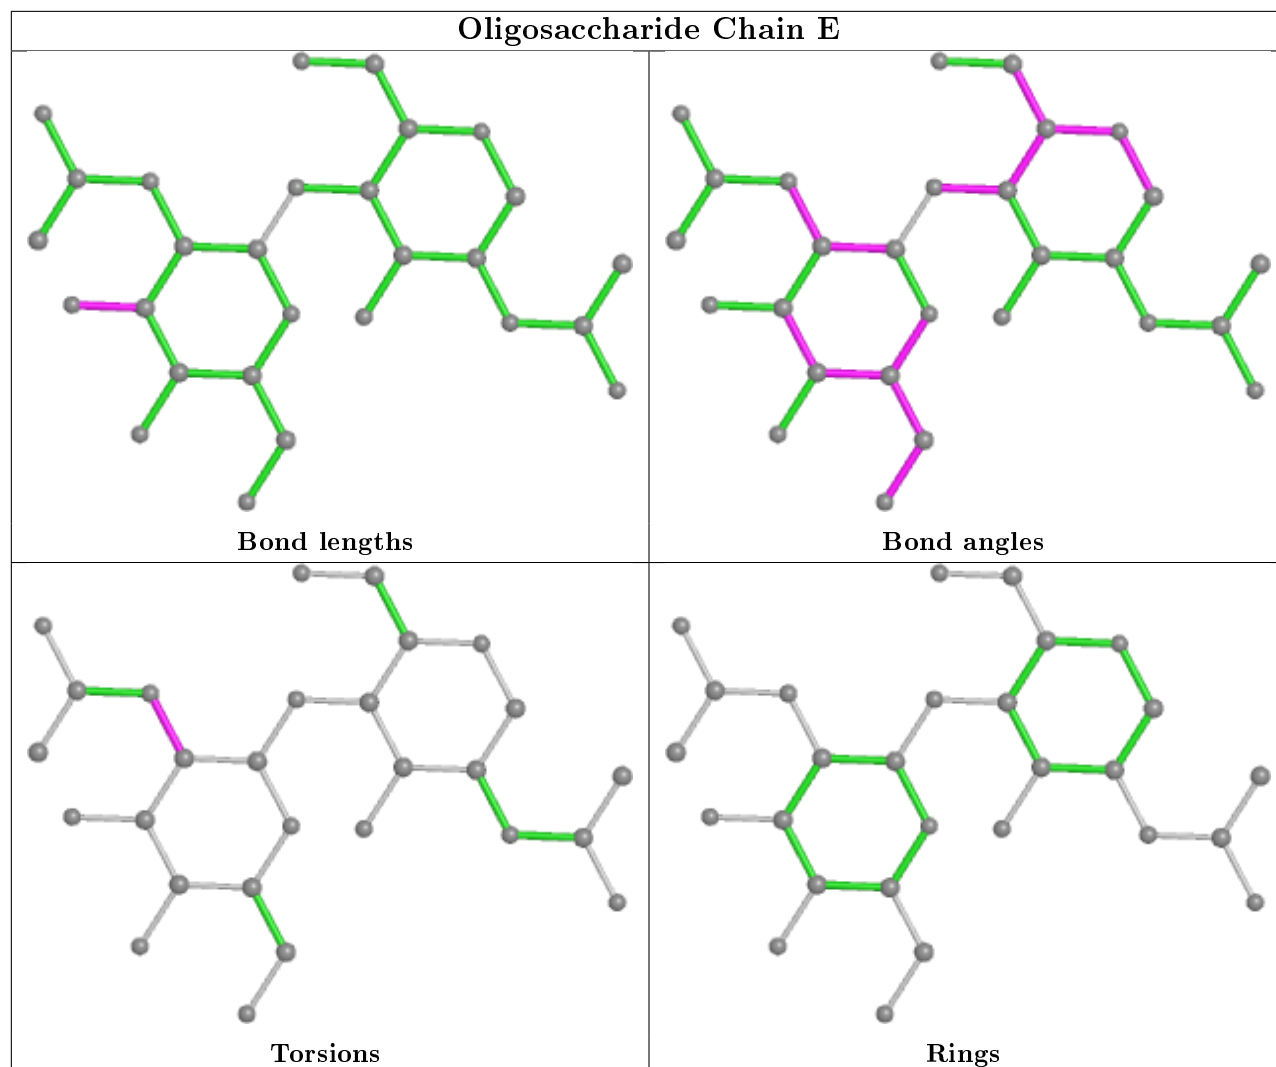 Oligosaccharide Chain E
Bond lengths
Bond angles
Torsions
Rings